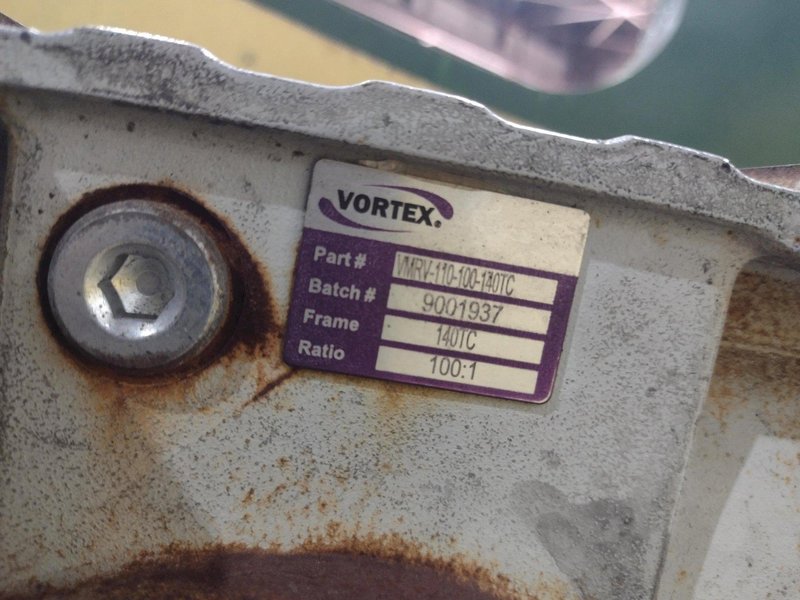 VORTEX®
Part # VMRV-110-100-140TC
Batch # 9001937
Frame 140TC
Ratio 100:1